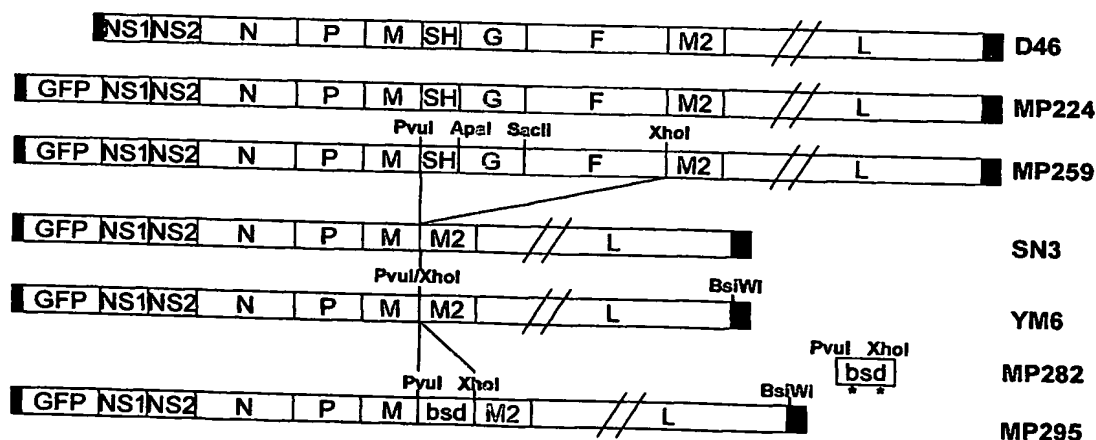 NS1 NS2 N P M SH G F M2 L D46
GFP NS1 NS2 N P M SH G F M2 L MP224
PvuI ApaI SacII XhoI
GFP NS1 NS2 N P M SH G F M2 L MP259
GFP NS1 NS2 N P M M2 L SN3
PvuI/XhoI BsiWI
GFP NS1 NS2 N P M M2 L YM6
PvuI XhoI
bsd MP282
* *
PvuI XhoI BsiWI
GFP NS1 NS2 N P M bsd M2 L MP295